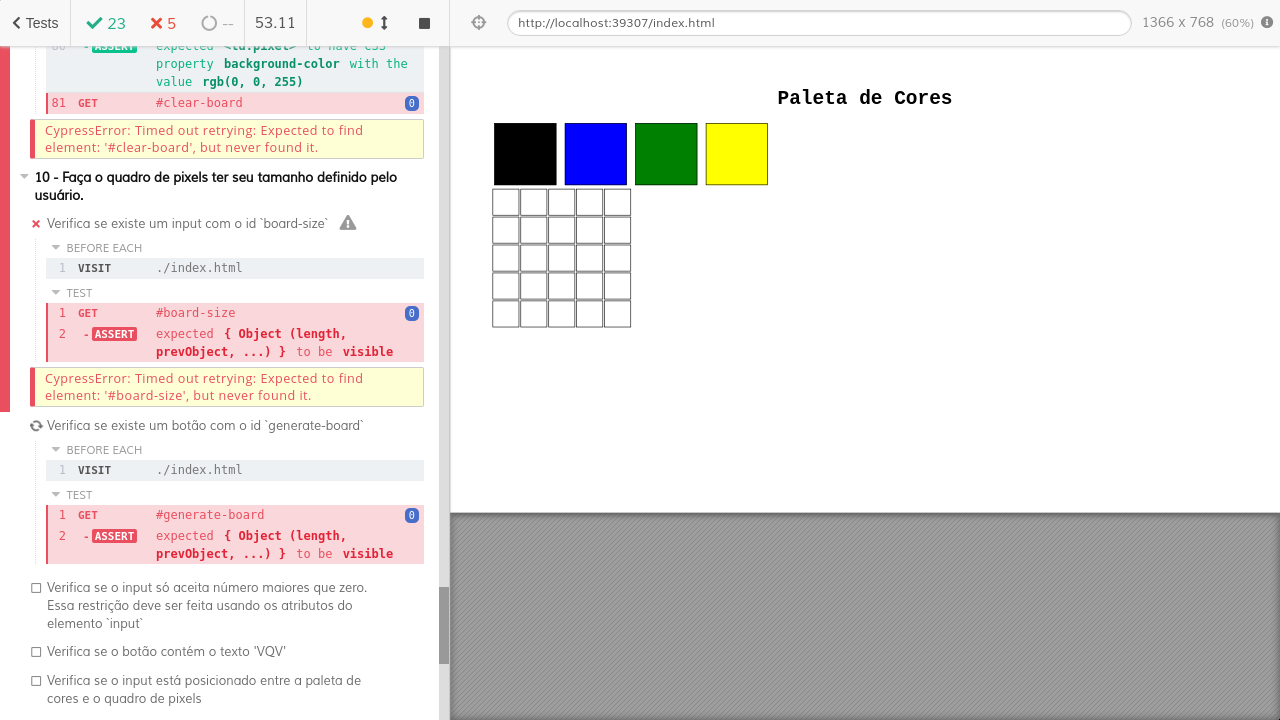 Tests
23
5
--
53.11
http://localhost:39307/index.html
1366 x 768 (60%)
80 - ASSERT expected <td.pixel> to have CSS
property background-color with the
value rgb(0, 0, 255)
81 GET #clear-board 0
CypressError: Timed out retrying: Expected to find
element: '#clear-board', but never found it.
10 - Faça o quadro de pixels ter seu tamanho definido pelo
usuário.
Verifica se existe um input com o id `board-size`
BEFORE EACH
1 VISIT ./index.html
TEST
1 GET #board-size 0
2 - ASSERT expected { Object (length,
prevObject, ...) } to be visible
CypressError: Timed out retrying: Expected to find
element: '#board-size', but never found it.
Verifica se existe um botão com o id `generate-board`
BEFORE EACH
1 VISIT ./index.html
TEST
1 GET #generate-board 0
2 - ASSERT expected { Object (length,
prevObject, ...) } to be visible
Verifica se o input só aceita número maiores que zero.
Essa restrição deve ser feita usando os atributos do
elemento `input`
Verifica se o botão contém o texto 'VQV'
Verifica se o input está posicionado entre a paleta de
cores e o quadro de pixels
Paleta de Cores